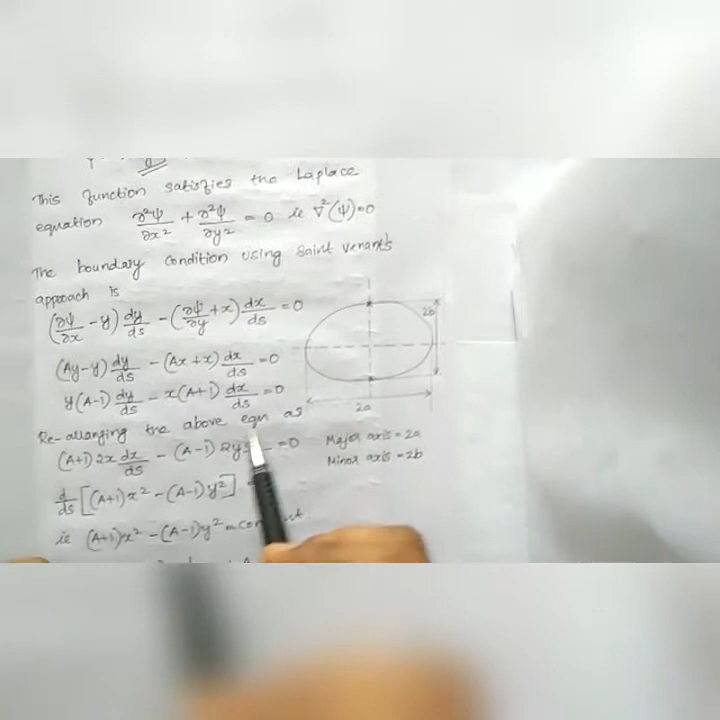 This function satisfies the Laplace
equation ∂²ψ/∂x² + ∂²ψ/∂y² = 0 ie ∇²(ψ)=0
The boundary condition using Saint venant's
approach is
(∂ψ/∂x - y) dy/ds - (∂ψ/∂y + x) dx/ds = 0
(Ay-y) dy/ds - (Ax+x) dx/ds = 0
y(A-1) dy/ds - x(A+1) dx/ds = 0
Re-arranging the above eqn as
(A+1) 2x dx/ds - (A-1) 2y = 0
d/ds [(A+1)x² - (A-1)y²] =
ie (A+1)x² - (A-1)y² = con
2b
2a
Major axis = 2a
Minor axis = 2b